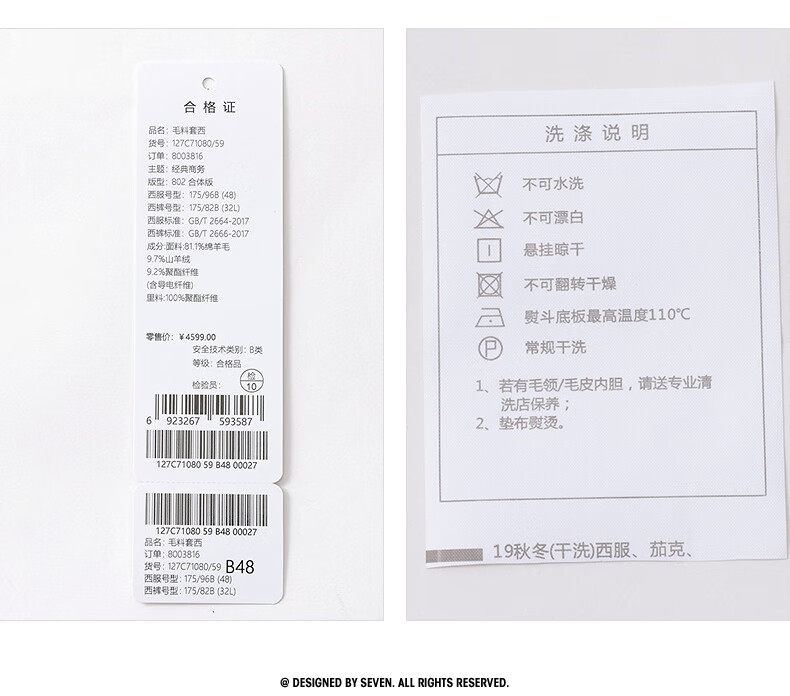 合格证
品名：毛料套西
货号：127C71080/59
订单：8003816
主题：经典商务
版型：802 合体版
西服号型：175/96B (48)
西裤号型：175/82B (32L)
西服标准：GB/T 2664-2017
西裤标准：GB/T 2666-2017
成分:面料:81.1%绵羊毛
9.7%山羊绒
9.2%聚酯纤维
(含导电纤维)
里料:100%聚酯纤维
零售价：￥4599.00
安全技术类别：B类
等级：合格品
检验员：
检
10
6 923267 593587
127C71080 59 B48 00027
127C71080 59 B48 00027
品名：毛料套西
订单：8003816
货号：127C71080/59 B48
西服号型：175/96B (48)
西裤号型：175/82B (32L)
洗涤说明
不可水洗
不可漂白
悬挂晾干
不可翻转干燥
熨斗底板最高温度110℃
P 常规干洗
1、若有毛领/毛皮内胆，请送专业清
洗店保养；
2、垫布熨烫。
19秋冬(干洗)西服、茄克、
@ DESIGNED BY SEVEN. ALL RIGHTS RESERVED.